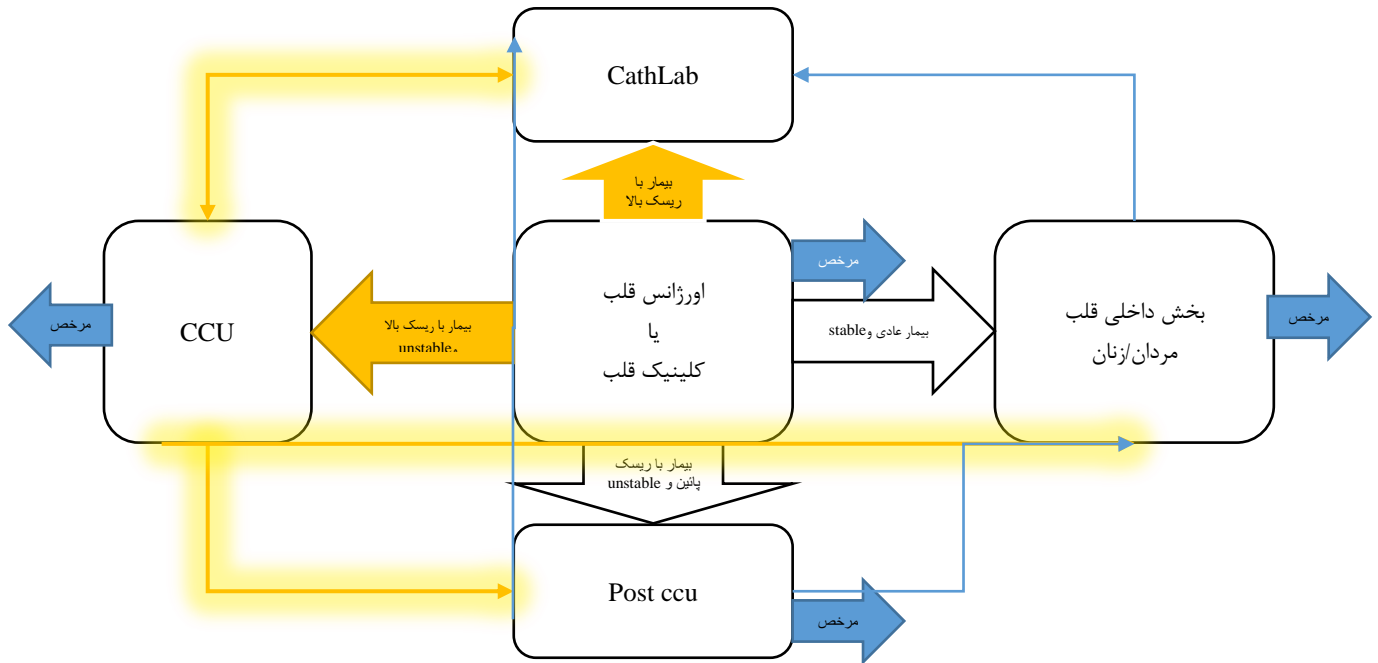 CathLab
بیمار با
ریسک بالا
مرخص
CCU
بیمار با ریسک بالا
و unstable
اورژانس قلب
یا
کلینیک قلب
مرخص
بیمار عادی و stable
بخش داخلی قلب
مردان/زنان
مرخص
بیمار با ریسک
پائین و unstable
Post ccu
مرخص